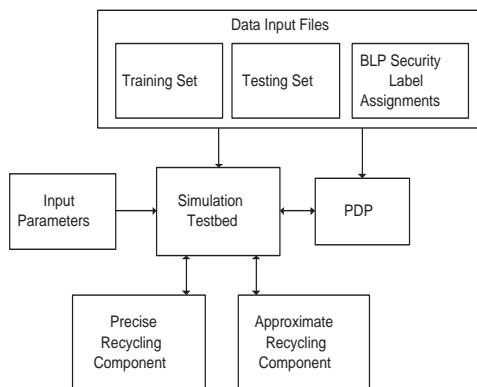 Data Input Files
Training Set
Testing Set
BLP Security
Label
Assignments
Input
Parameters
Simulation
Testbed
PDP
Precise
Recycling
Component
Approximate
Recycling
Component